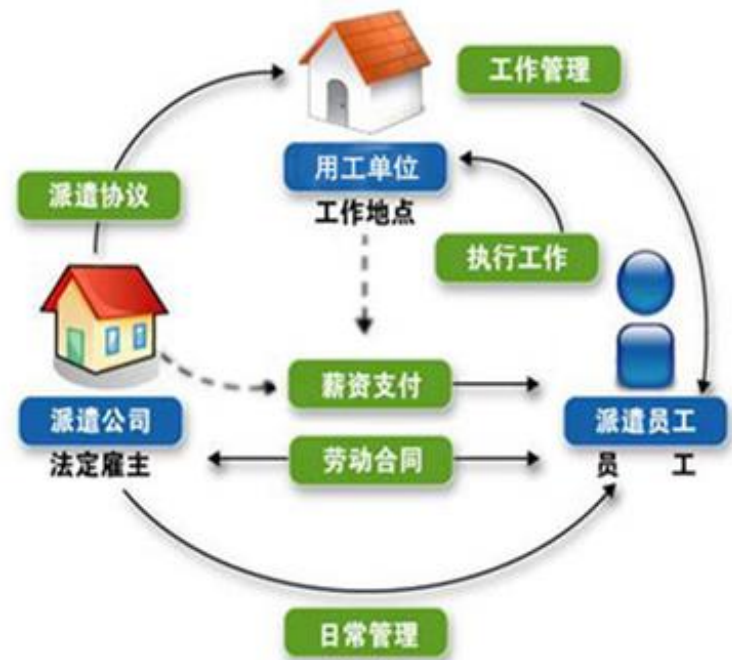 工作管理
用工单位
工作地点
派遣协议
执行工作
薪资支付
派遣公司
法定雇主
派遣员工
员 工
劳动合同
日常管理